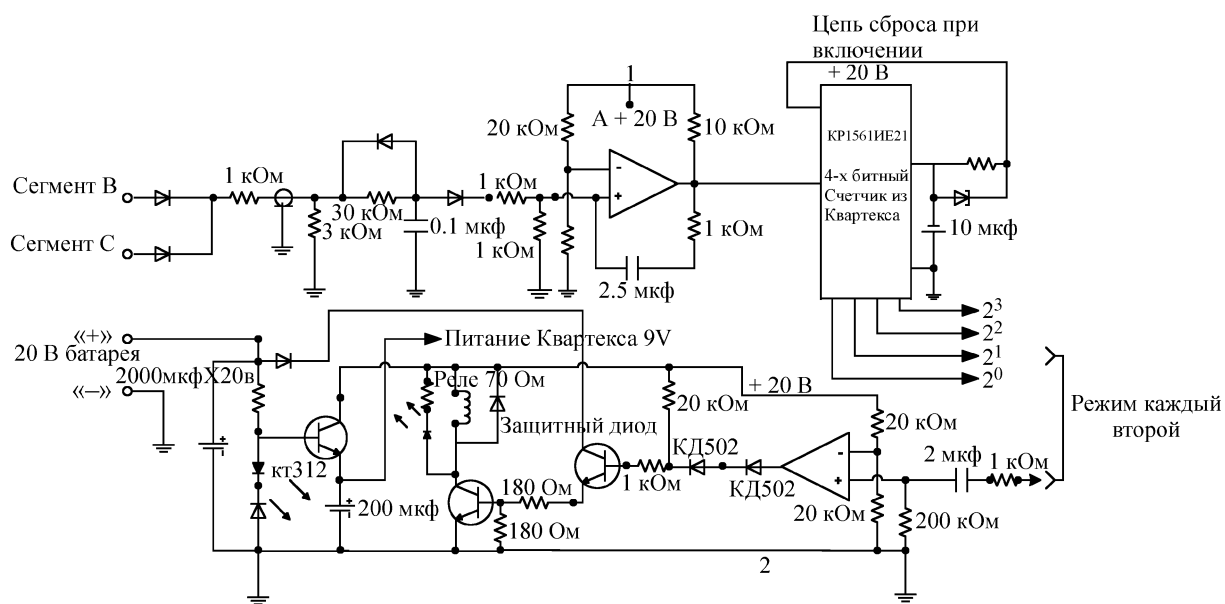 Цепь сброса при
включении
+ 20 В
1
А + 20 В
20 кОм
10 кОм
КР1561ИЕ21
4-х битный
Счетчик из
Квартекса
Сегмент В
1 кОм
1 кОм
30 кОм
3 кОм
0.1 мкф
1 кОм
1 кОм
10 мкф
Сегмент С
2.5 мкф
2³
2²
2¹
2⁰
«+»
20 В батарея
«–»
2000мкфХ20в
Питание Квартекса 9V
Реле 70 Ом
+ 20 В
20 кОм
20 кОм
Режим каждый
второй
Защитный диод
КД502
КД502
2 мкф
1 кОм
кт312
1 кОм
180 Ом
180 Ом
200 мкф
20 кОм
200 кОм
2